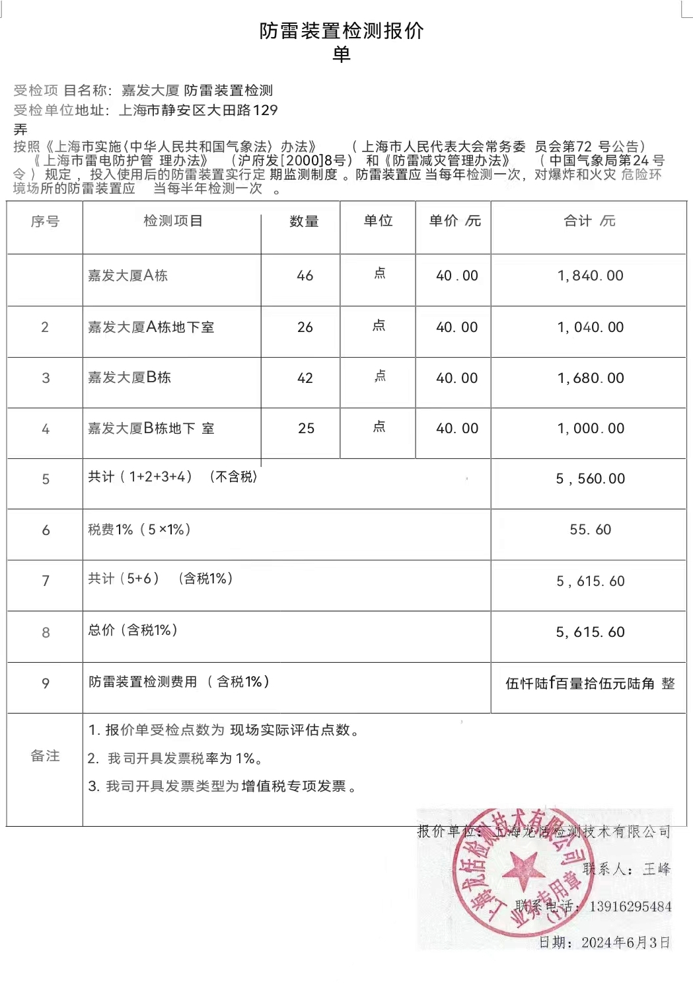 防雷装置检测报价
单
受检项 目名称：嘉发大厦 防雷装置检测
受检单位地址：上海市静安区大田路129
弄
按照《上海市实施〈中华人民共和国气象法〉办法》 （上海市人民代表大会常务委 员会第72 号公告）
《上海市雷电防护管 理办法》 （沪府发[2000]8号） 和《防雷减灾管理办法》 （中国气象局第24号
令）规定，投入使用后的防雷装置实行定 期监测制度。防雷装置应 当每年检测一次，对爆炸和火灾 危险环
境场所的防雷装置应 当每半年检测一次 。
序号 检测项目 数量 单位 单价 /元 合计 /元
嘉发大厦A栋 46 点 40 . 00 1,840. 00
2 嘉发大厦A栋地下室 26 点 40. 00 1, 040. 00
3 嘉发大厦B栋 42 点 40. 00 1,680. 00
4 嘉发大厦B栋地下 室 25 点 40. 00 1, 000. 00
5 共计（1+2+3+4）（不含税） 5 , 560.00
6 税费1%（5 ×1%） 55. 60
7 共计（5+6）（含税1%） 5 , 615. 60
8 总价（含税1%） 5, 615. 60
9 防雷装置检测费用 （ 含税1%） 伍忏陆f百量拾伍元陆角 整
备注
1. 报价单受检点数为 现场实际评估点数。
2. 我司开具发票税率为 1%。
3. 我司开具发票类型为增值税专项发票 。
报价单位：上海龙恬检测技术有限公司
联系人：王峰
联系电话：13916295484
日期：2024年6月3日
上海龙恬检测技术有限公司
业务专用章
(1)